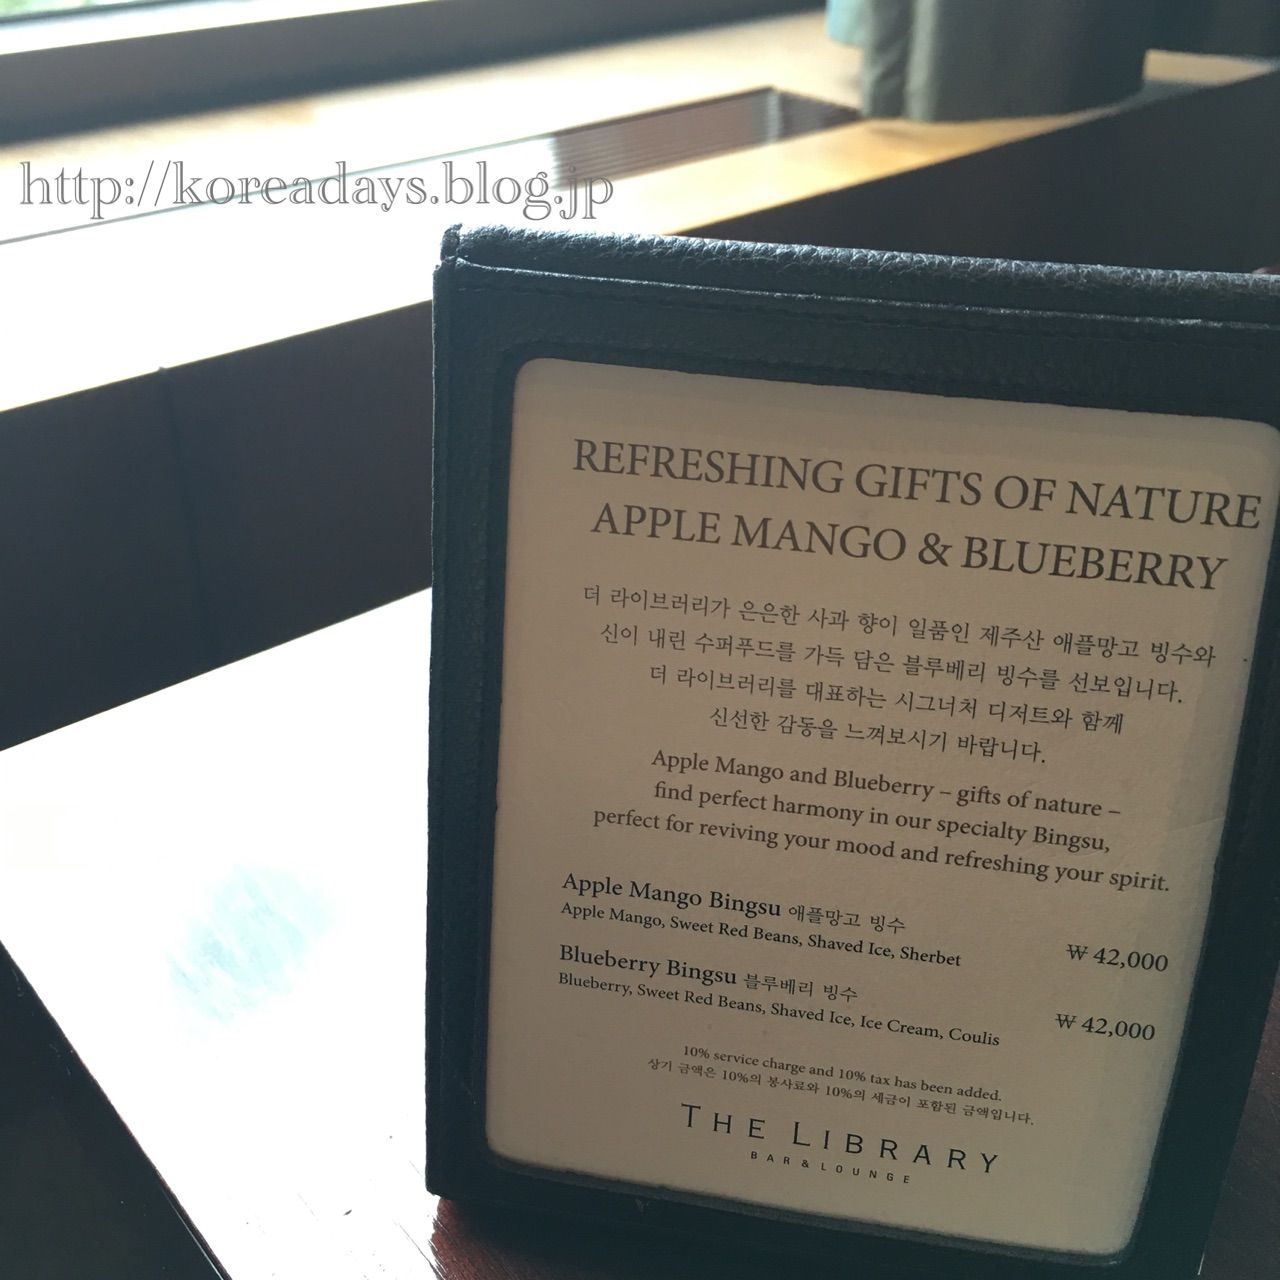 http://koreadays.blog.jp
REFRESHING GIFTS OF NATURE
APPLE MANGO & BLUEBERRY
더 라이브러리가 은은한 사과 향이 일품인 제주산 애플망고 빙수와
신이 내린 수퍼푸드를 가득 담은 블루베리 빙수를 선보입니다.
더 라이브러리를 대표하는 시그너처 디저트와 함께
신선한 감동을 느껴보시기 바랍니다.
Apple Mango and Blueberry – gifts of nature –
find perfect harmony in our specialty Bingsu,
perfect for reviving your mood and refreshing your spirit.
Apple Mango Bingsu 애플망고 빙수
Apple Mango, Sweet Red Beans, Shaved Ice, Sherbet
₩ 42,000
Blueberry Bingsu 블루베리 빙수
Blueberry, Sweet Red Beans, Shaved Ice, Ice Cream, Coulis
₩ 42,000
10% service charge and 10% tax has been added.
상기 금액은 10%의 봉사료와 10%의 세금이 포함된 금액입니다.
THE LIBRARY
BAR & LOUNGE